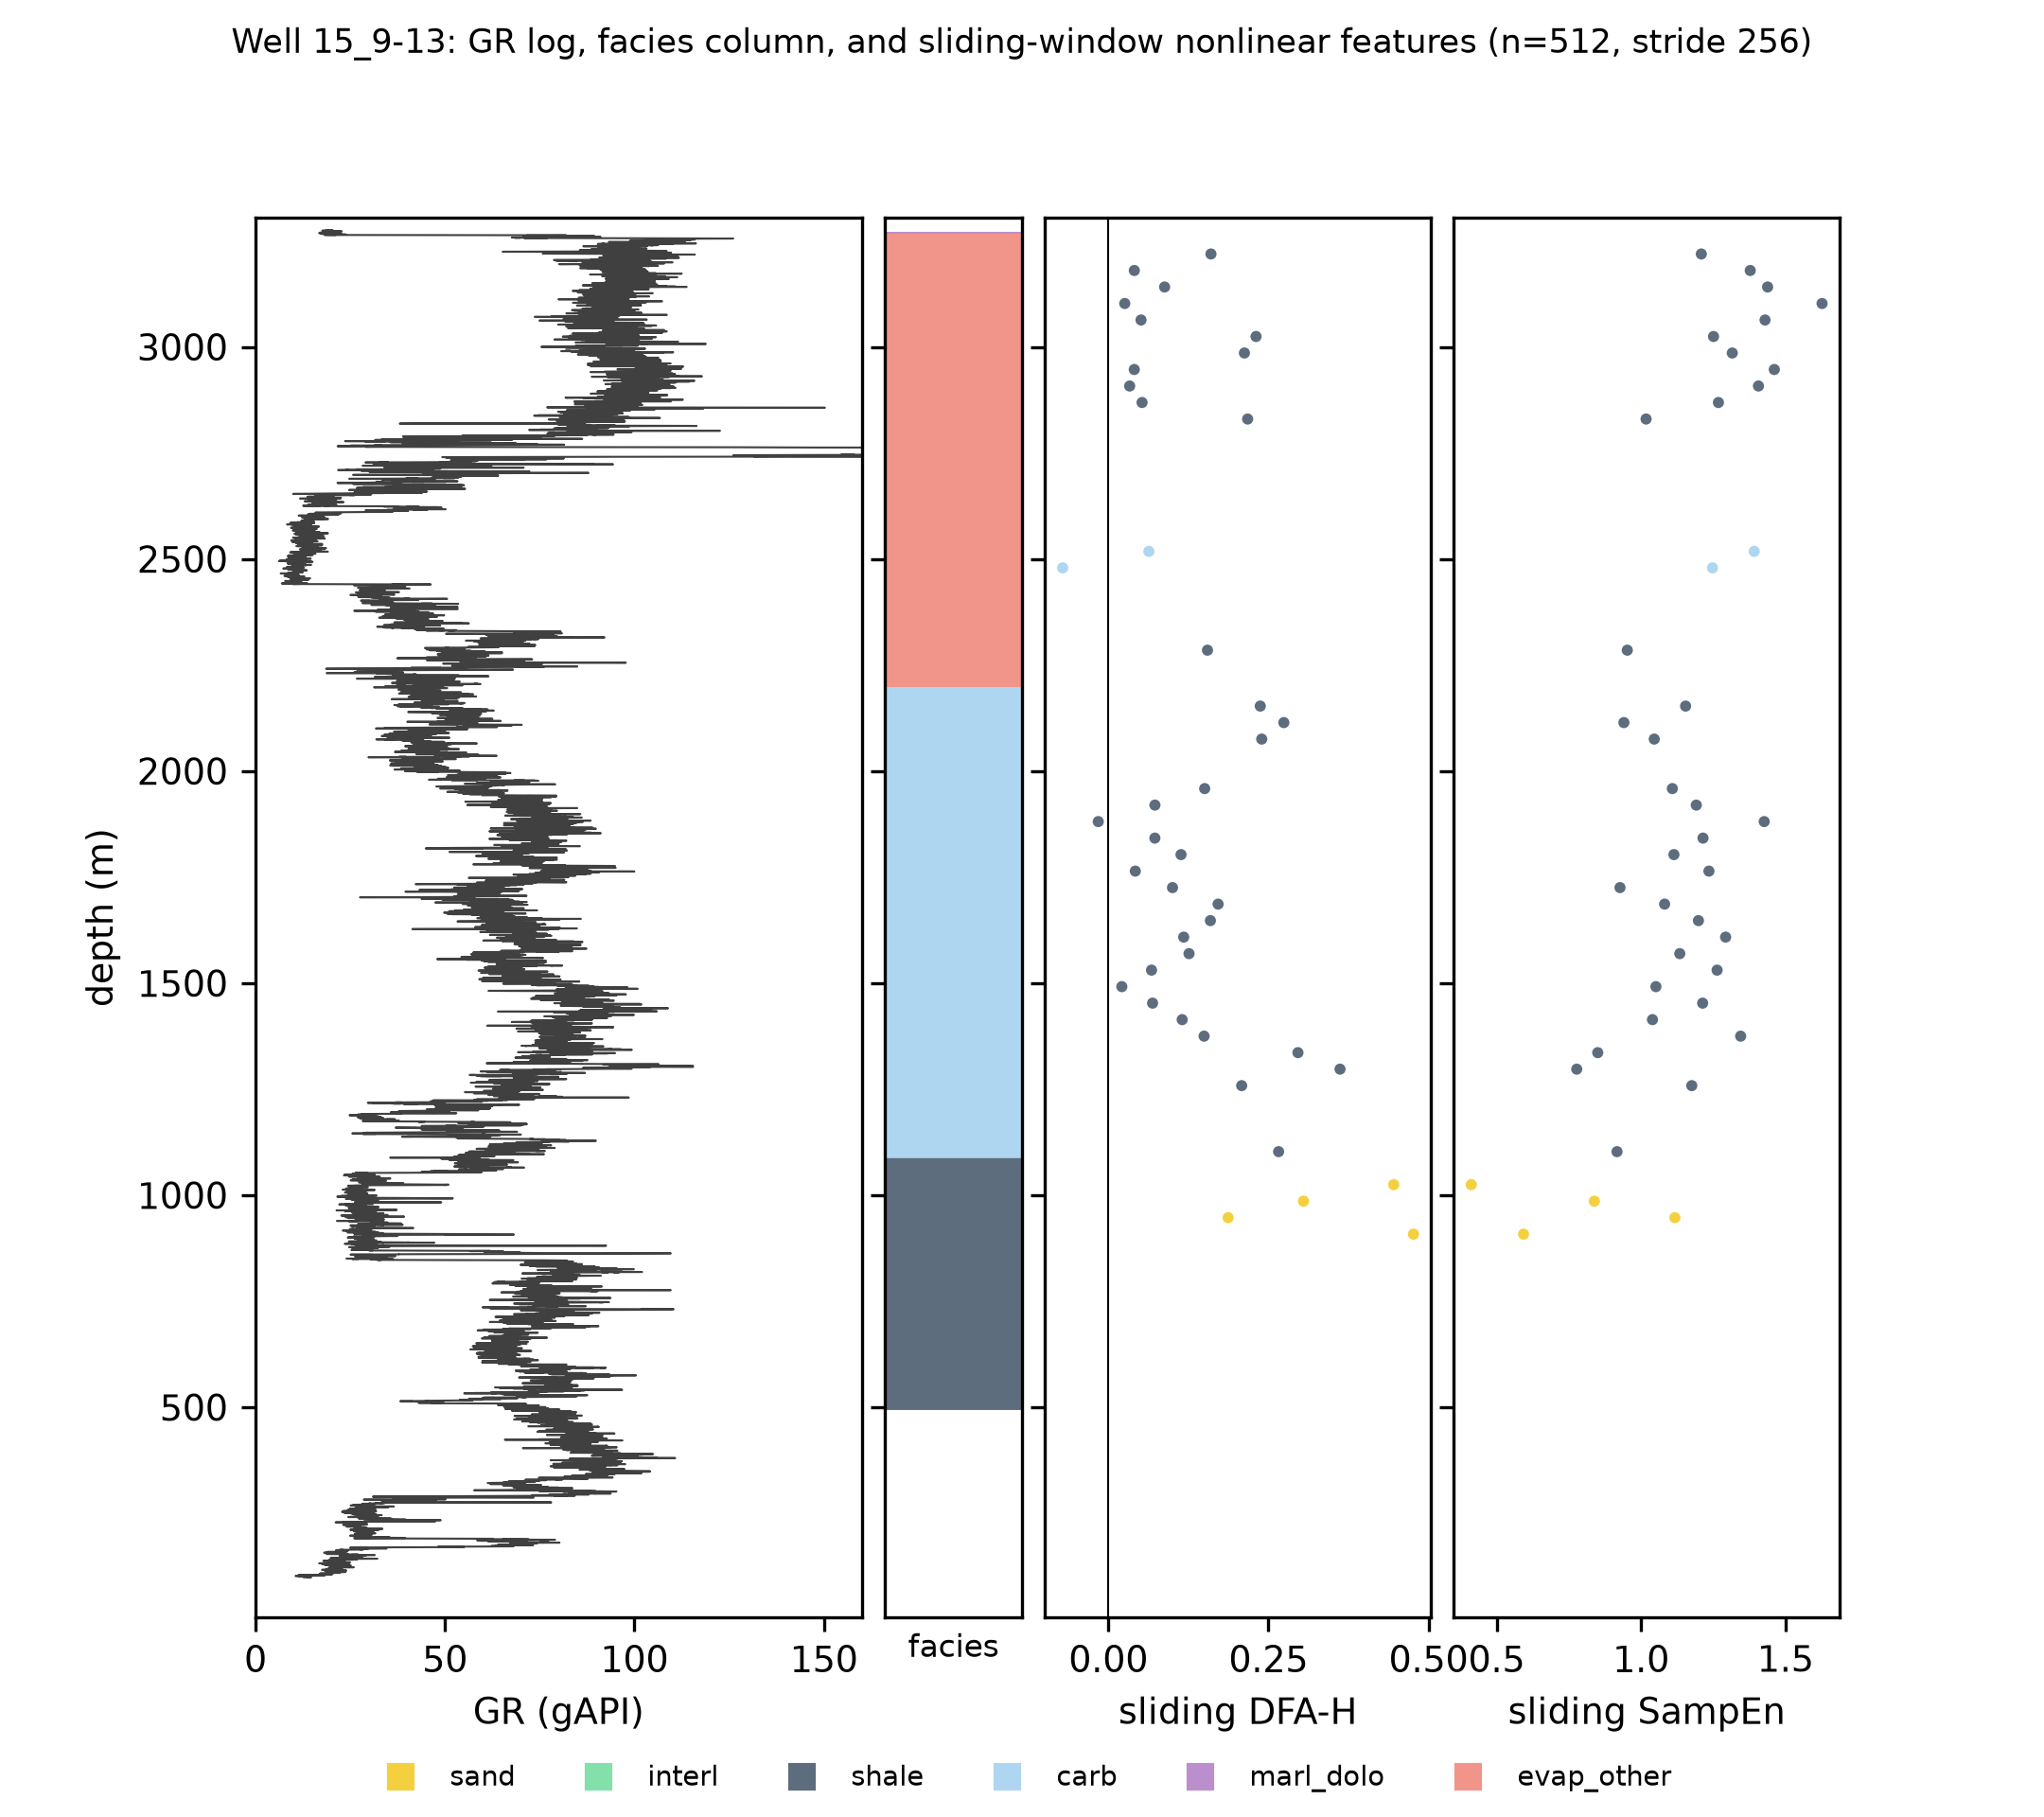 Well 15_9-13: GR log, facies column, and sliding-window nonlinear features (n=512, stride 256)
depth (m)
3000
2500
2000
1500
1000
500
0 50 100 150
GR (gAPI)
facies
0.00 0.25 0.50
sliding DFA-H
0.5 1.0 1.5
sliding SampEn
sand interl shale carb marl_dolo evap_other